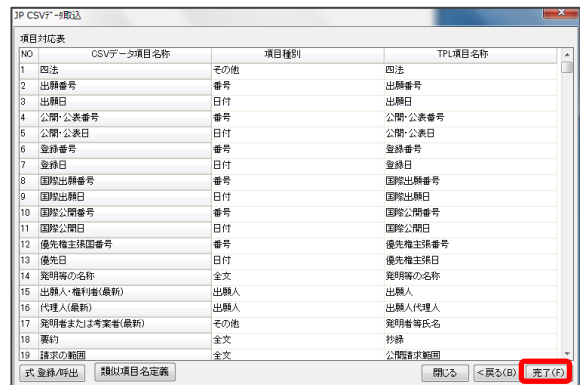 JP CSVﾃﾞｰﾀ取込
項目対応表
NO CSVデータ項目名称 項目種別 TPL項目名称
1 四法 その他 四法
2 出願番号 番号 出願番号
3 出願日 日付 出願日
4 公開・公表番号 番号 公開・公表番号
5 公開・公表日 日付 公開・公表日
6 登録番号 番号 登録番号
7 登録日 日付 登録日
8 国際出願番号 番号 国際出願番号
9 国際出願日 日付 国際出願日
10 国際公開番号 番号 国際公開番号
11 国際公開日 日付 国際公開日
12 優先権主張国番号 番号 優先権主張番号
13 優先日 日付 優先権主張日
14 発明等の名称 全文 発明等の名称
15 出願人・権利者(最新) 出願人 出願人
16 代理人(最新) 出願人 出願人代理人
17 発明者または考案者(最新) その他 発明者等氏名
18 要約 全文 抄録
19 請求の範囲 全文 公開請求範囲
式 登録/呼出 類似項目名定義 閉じる <戻る(B) 完了(F)